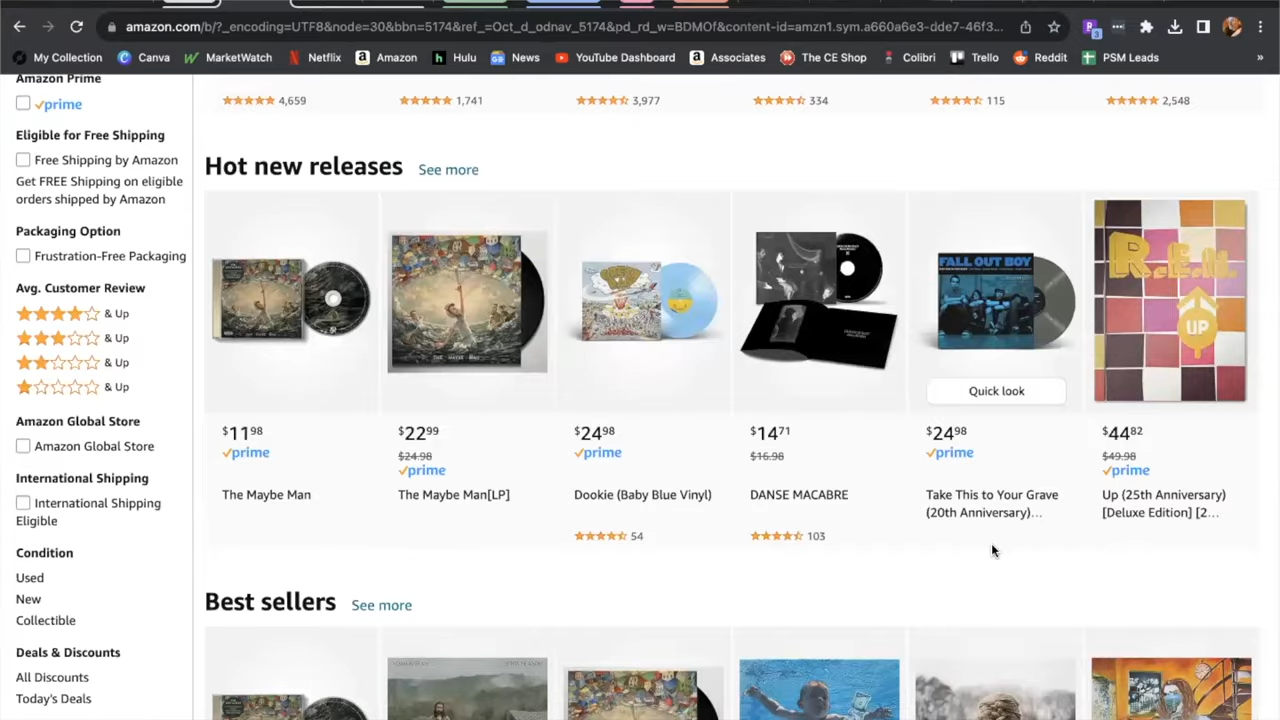 amazon.com/b/?_encoding=UTF8&node=30&bbn=5174&ref_=Oct_d_odnav_5174&pd_rd_w=BDMOf&content-id=amzn1.sym.a660a6e3-dde7-46f3...
My Collection Canva MarketWatch Netflix Amazon Hulu News YouTube Dashboard Associates The CE Shop Colibri Trello Reddit PSM Leads »
Amazon Prime
prime
Eligible for Free Shipping
Free Shipping by Amazon
Get FREE Shipping on eligible
orders shipped by Amazon
Packaging Option
Frustration-Free Packaging
Avg. Customer Review
& Up
& Up
& Up
& Up
Amazon Global Store
Amazon Global Store
International Shipping
International Shipping
Eligible
Condition
Used
New
Collectible
Deals & Discounts
All Discounts
Today's Deals
4,659 1,741 3,977 334 115 2,548
Hot new releases See more
THE MAYBE MAN
FALL OUT BOY
R.E.M.
UP
Quick look
$11.98 $22.99 $24.98 $14.71 $24.98 $44.82
prime $24.98 prime $16.98 prime $49.98
prime prime
The Maybe Man The Maybe Man[LP] Dookie (Baby Blue Vinyl) DANSE MACABRE Take This to Your Grave Up (25th Anniversary)
(20th Anniversary)... [Deluxe Edition] [2...
54 103
Best sellers See more